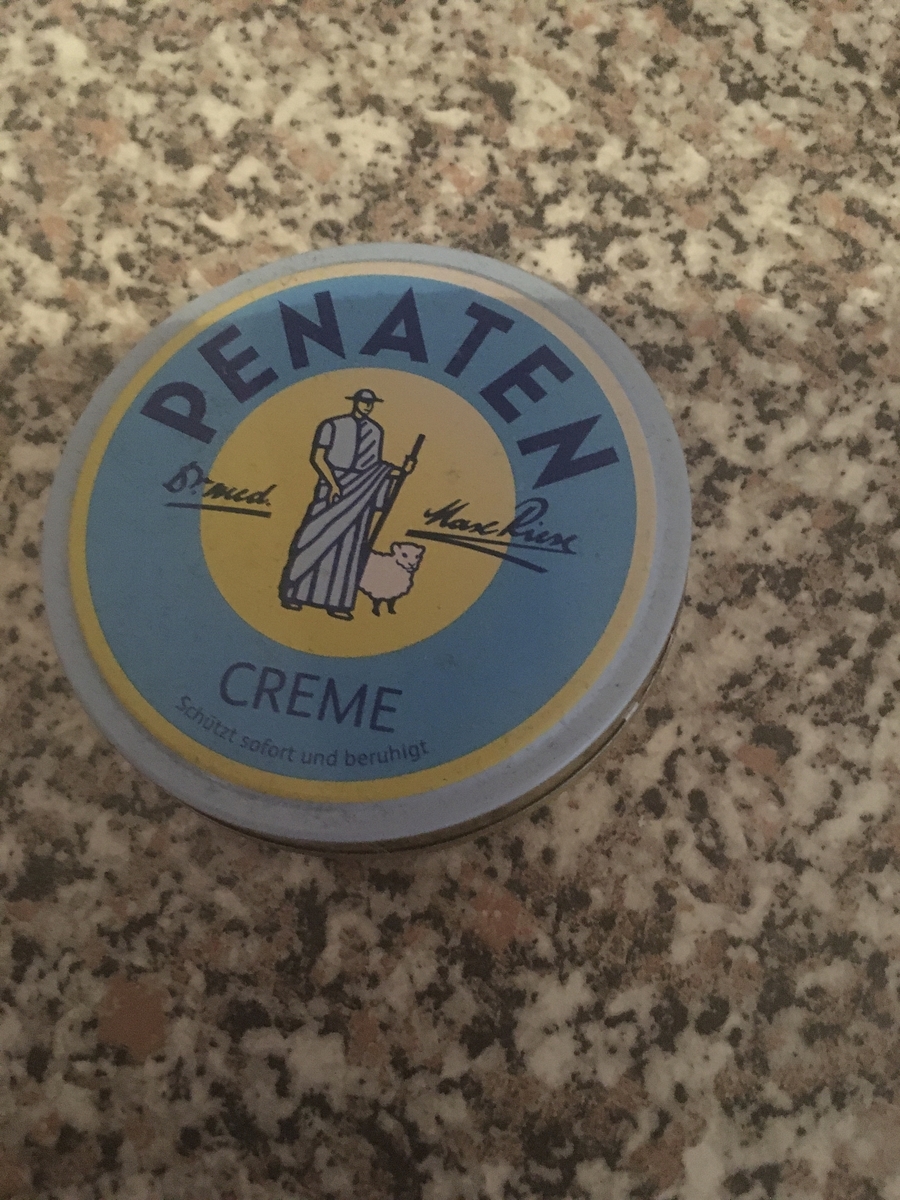 PENATEN
Dr. med.
Max Riese
CREME
Schützt sofort und beruhigt